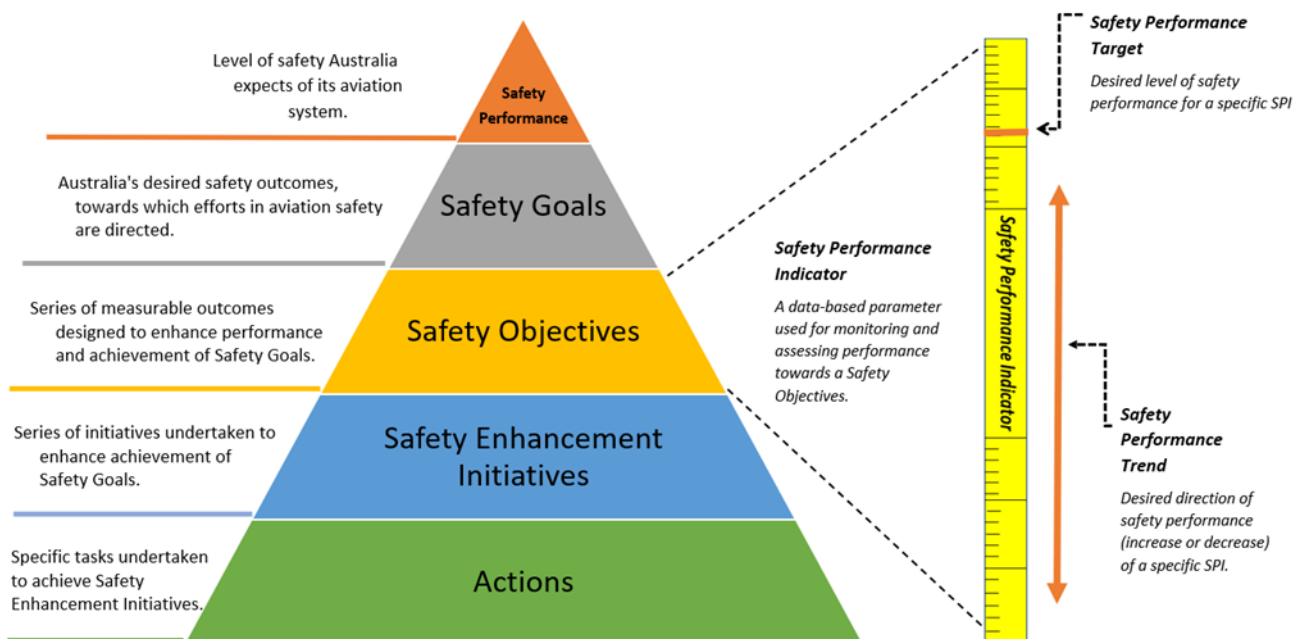 Level of safety Australia
expects of its aviation
system.
Safety
Performance
Australia's desired safety outcomes,
towards which efforts in aviation safety
are directed.
Safety Goals
Series of measurable outcomes
designed to enhance performance
and achievement of Safety Goals.
Safety Objectives
Series of initiatives undertaken to
enhance achievement of
Safety Goals.
Safety Enhancement
Initiatives
Specific tasks undertaken
to achieve Safety
Enhancement Initiatives.
Actions
Safety Performance
Indicator
A data-based parameter
used for monitoring and
assessing performance
towards a Safety
Objectives.
Safety Performance Indicator
Safety Performance
Target
Desired level of safety
performance for a specific SPI
Safety
Performance
Trend
Desired direction of
safety performance
(increase or decrease)
of a specific SPI.